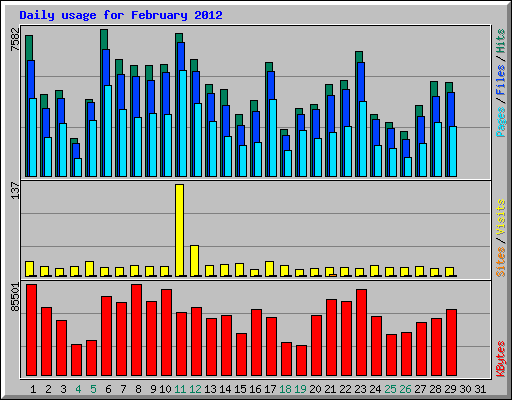 Daily usage for February 2012
7582
Pages / Files / Hits
137
Sites / Visits
85501
KBytes
1 2 3 4 5 6 7 8 9 10 11 12 13 14 15 16 17 18 19 20 21 22 23 24 25 26 27 28 29 30 31